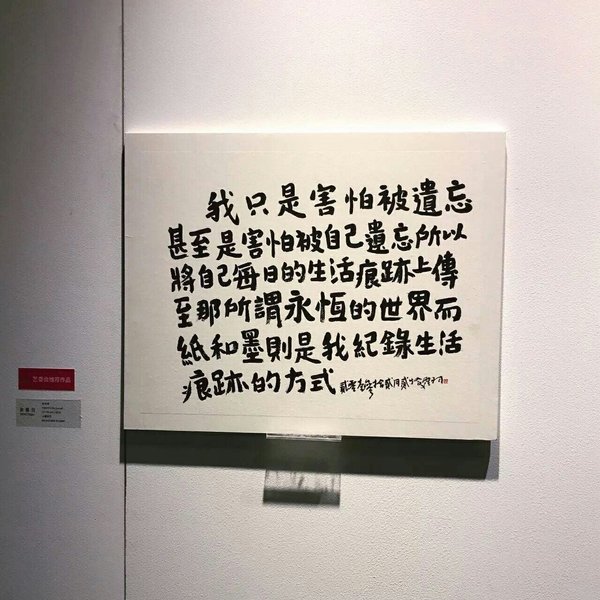 我只是害怕被遺忘
甚至是害怕被自己遺忘所以
將自己每日的生活痕跡上傳
至那所謂永恆的世界而
紙和墨則是我紀錄生活
痕跡的方式